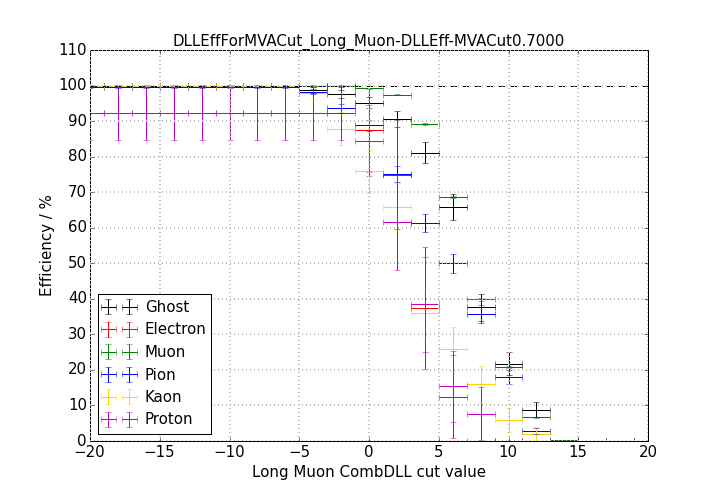 DLLEffForMVACut_Long_Muon-DLLEff-MVACut0.7000
110
100
90
80
70
60
50
40
30
20
10
0
Efficiency / %
Ghost
Electron
Muon
Pion
Kaon
Proton
−20 −15 −10 −5 0 5 10 15 20
Long Muon CombDLL cut value